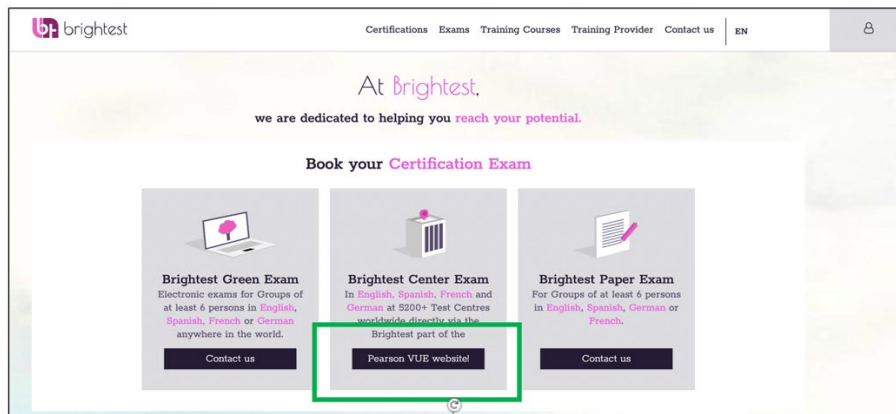 brightest
Certifications Exams Training Courses Training Provider Contact us EN
At Brightest,
we are dedicated to helping you reach your potential.
Book your Certification Exam
Brightest Green Exam
Electronic exams for Groups of
at least 6 persons in English,
Spanish, French or German
anywhere in the world.
Contact us
Brightest Center Exam
In English, Spanish, French and
German at 5200+ Test Centres
worldwide directly via the
Brightest part of the
Pearson VUE website!
Brightest Paper Exam
For Groups of at least 6 persons
in English, Spanish, German or
French.
Contact us